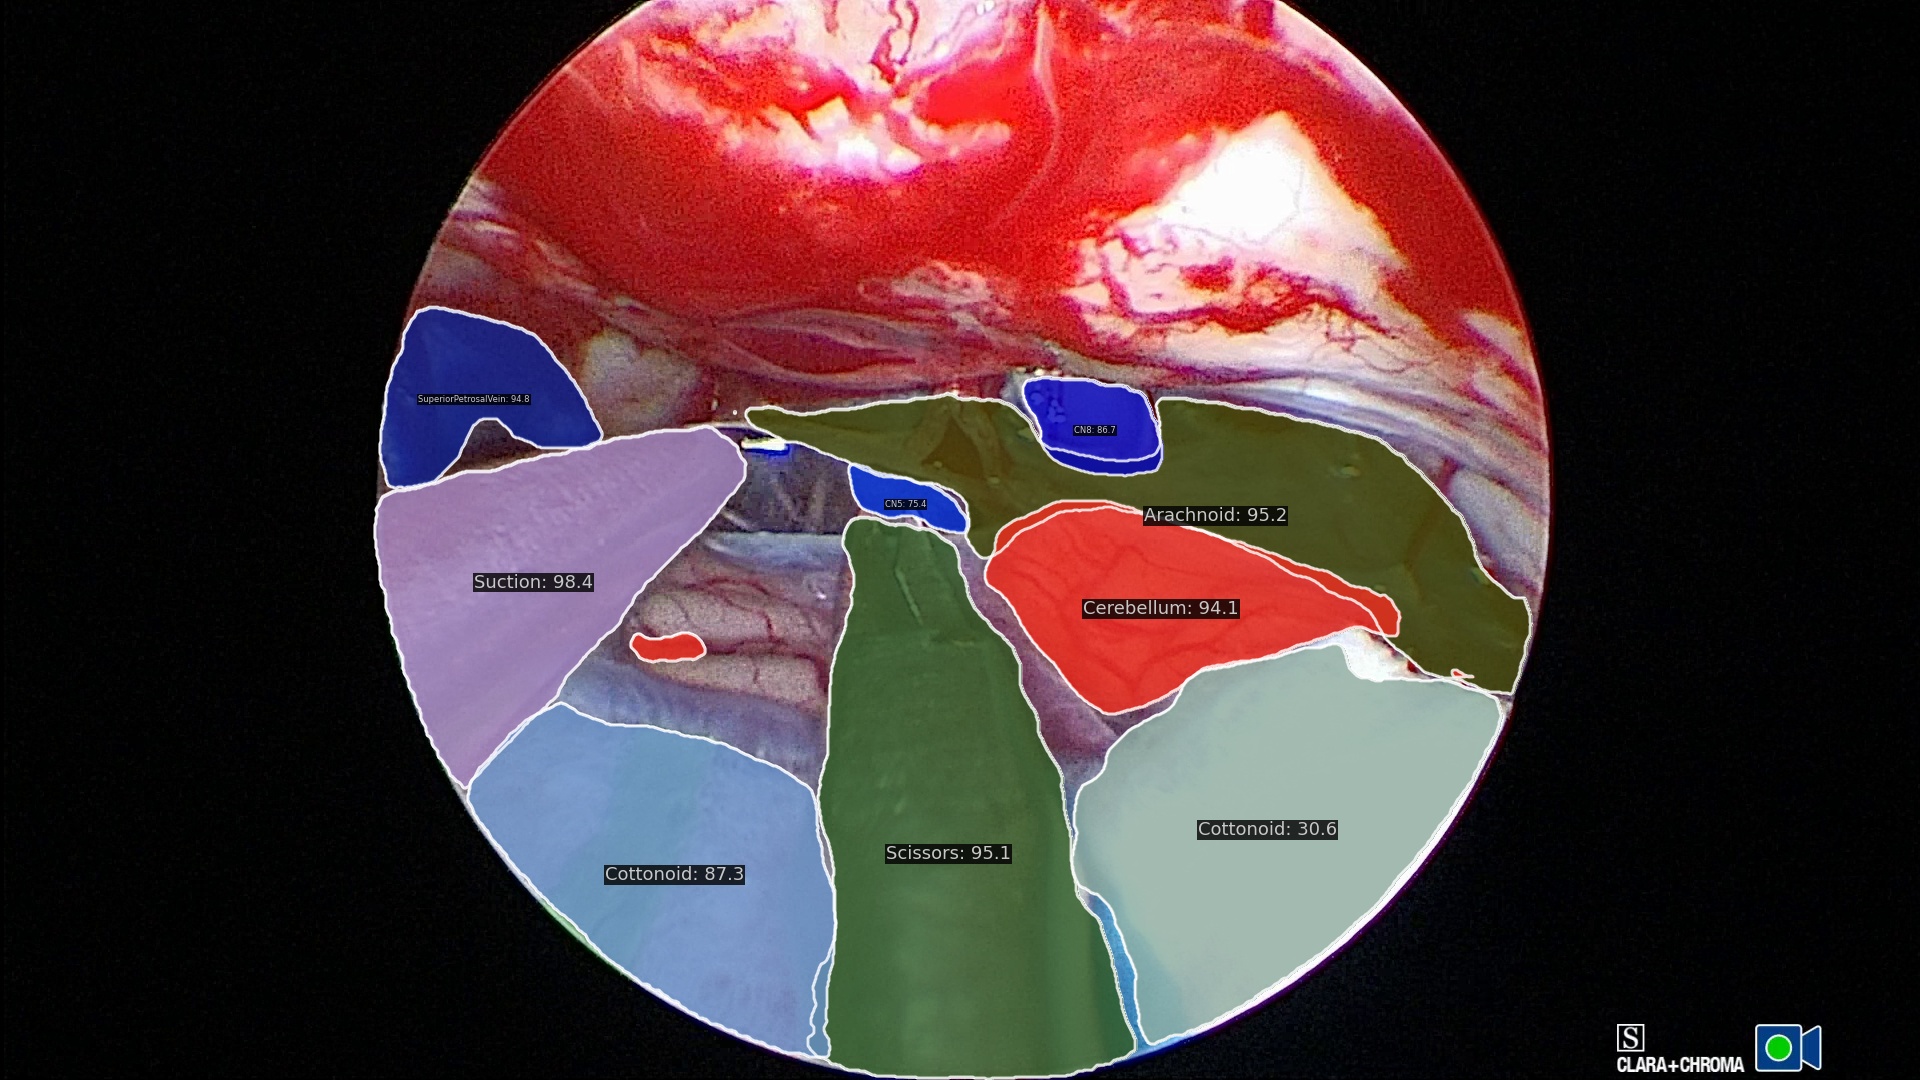 SuperiorPetrosalVein: 94.8
CN8: 86.7
CN5: 75.4
Arachnoid: 95.2
Suction: 98.4
Cerebellum: 94.1
Cottonoid: 30.6
Scissors: 95.1
Cottonoid: 87.3
S
CLARA+CHROMA